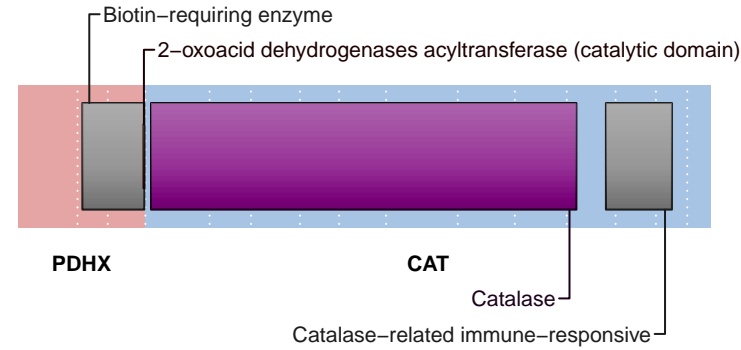 Biotin−requiring enzyme
2−oxoacid dehydrogenases acyltransferase (catalytic domain)
PDHX CAT
Catalase
Catalase−related immune−responsive